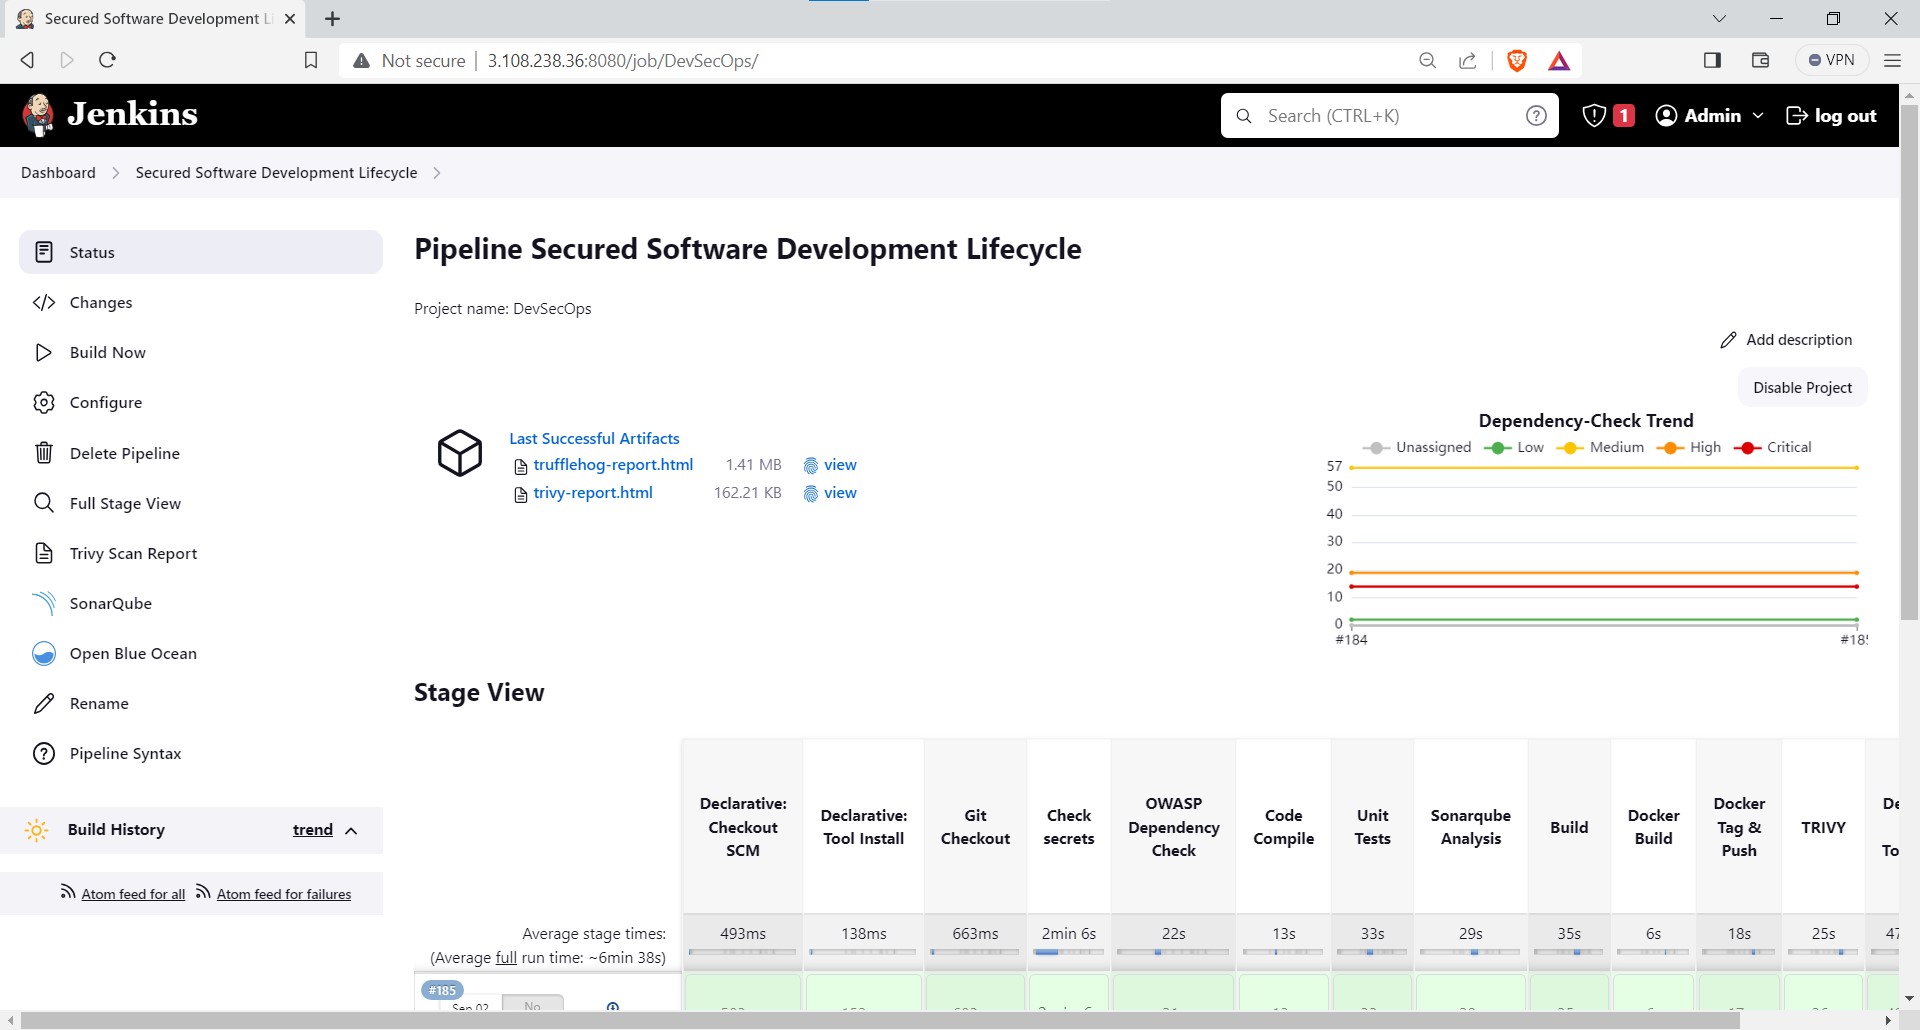 Secured Software Development Li
Not secure
3.108.238.36:8080/job/DevSecOps/
VPN
Jenkins
Search (CTRL+K)
1
Admin
log out
Dashboard
Secured Software Development Lifecycle
Status
Changes
Build Now
Configure
Delete Pipeline
Full Stage View
Trivy Scan Report
SonarQube
Open Blue Ocean
Rename
Pipeline Syntax
Build History
trend
Atom feed for all
Atom feed for failures
Pipeline Secured Software Development Lifecycle
Project name: DevSecOps
Add description
Disable Project
Last Successful Artifacts
trufflehog-report.html 1.41 MB view
trivy-report.html 162.21 KB view
Dependency-Check Trend
Unassigned Low Medium High Critical
57
50
40
30
20
10
0
#184 #185
Stage View
Declarative: Checkout SCM
Declarative: Tool Install
Git Checkout
Check secrets
OWASP Dependency Check
Code Compile
Unit Tests
Sonarqube Analysis
Build
Docker Build
Docker Tag & Push
TRIVY
De
To
Average stage times:
(Average full run time: ~6min 38s)
493ms 138ms 663ms 2min 6s 22s 13s 33s 29s 35s 6s 18s 25s 47
#185
Sep 02
No